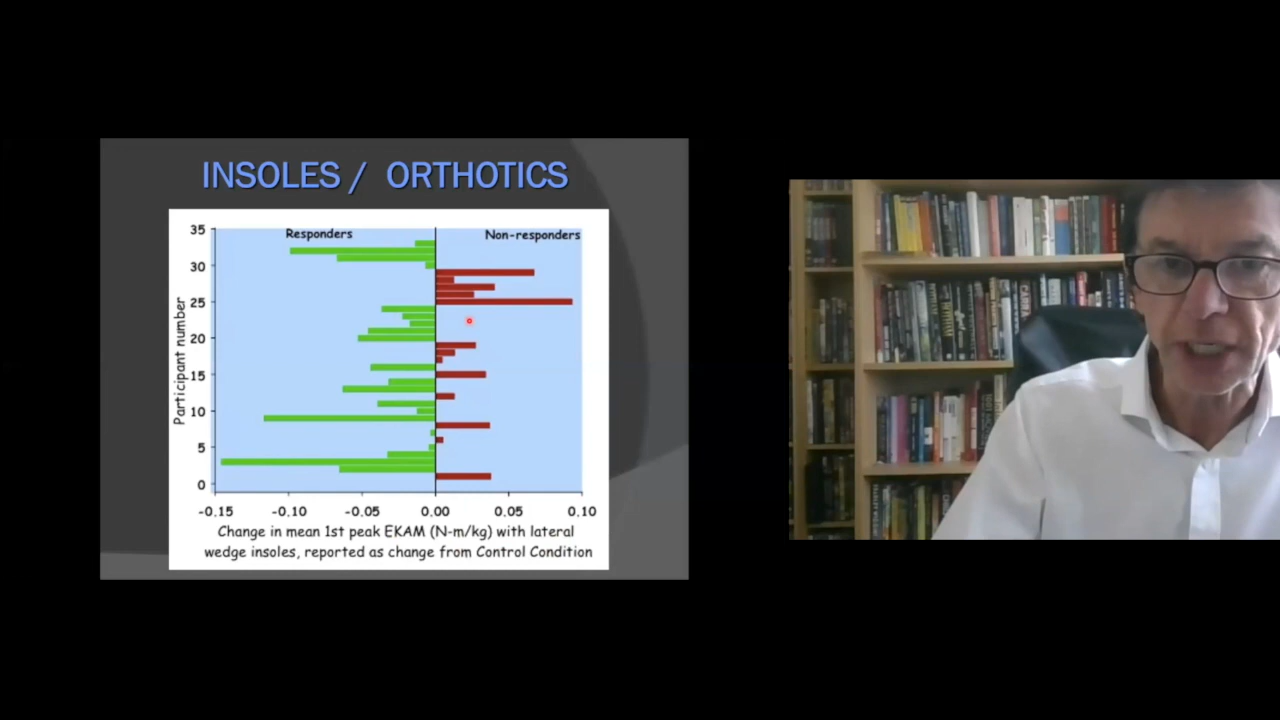 INSOLES / ORTHOTICS
Responders
Non-responders
35
30
25
20
15
10
5
0
Participant number
-0.15 -0.10 -0.05 0.00 0.05 0.10
Change in mean 1st peak EKAM (N-m/kg) with lateral
wedge insoles, reported as change from Control Condition